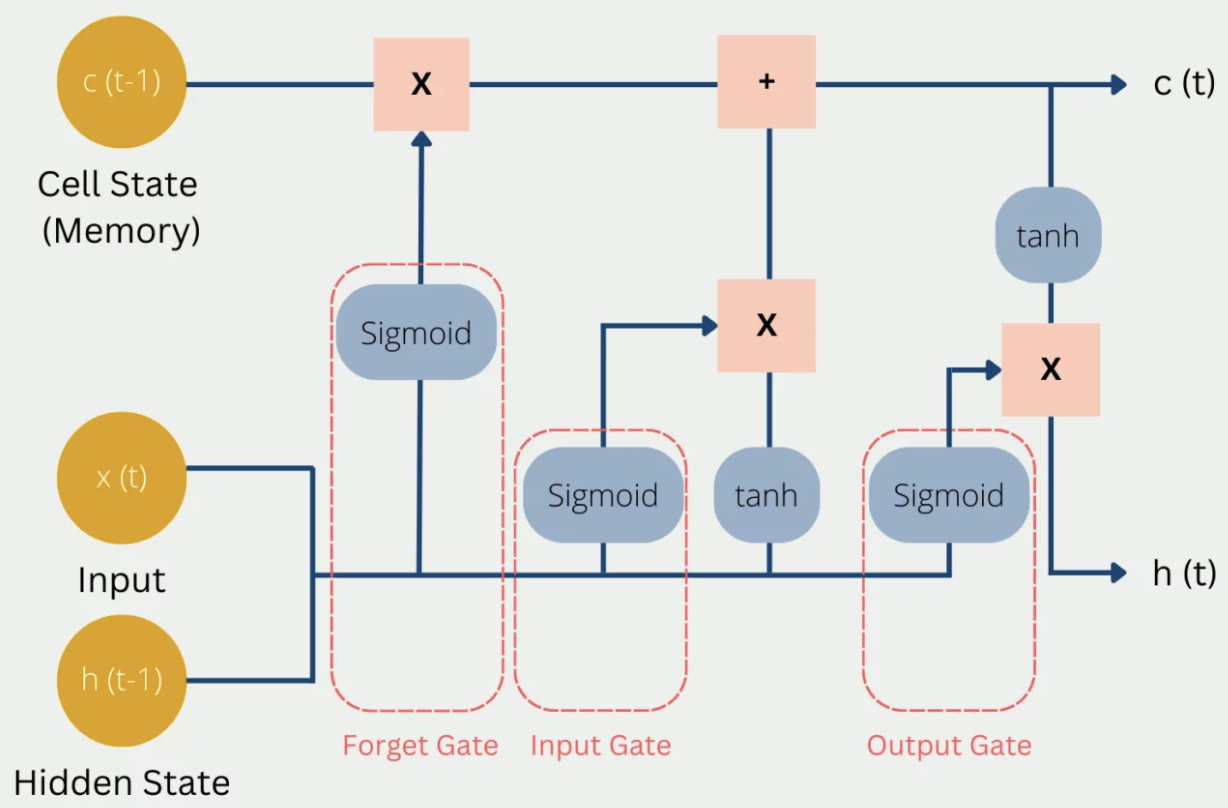 c (t-1)
X
+
c (t)
Cell State
(Memory)
tanh
Sigmoid
X
X
x (t)
Sigmoid
tanh
Sigmoid
Input
h (t)
h (t-1)
Forget Gate
Input Gate
Output Gate
Hidden State